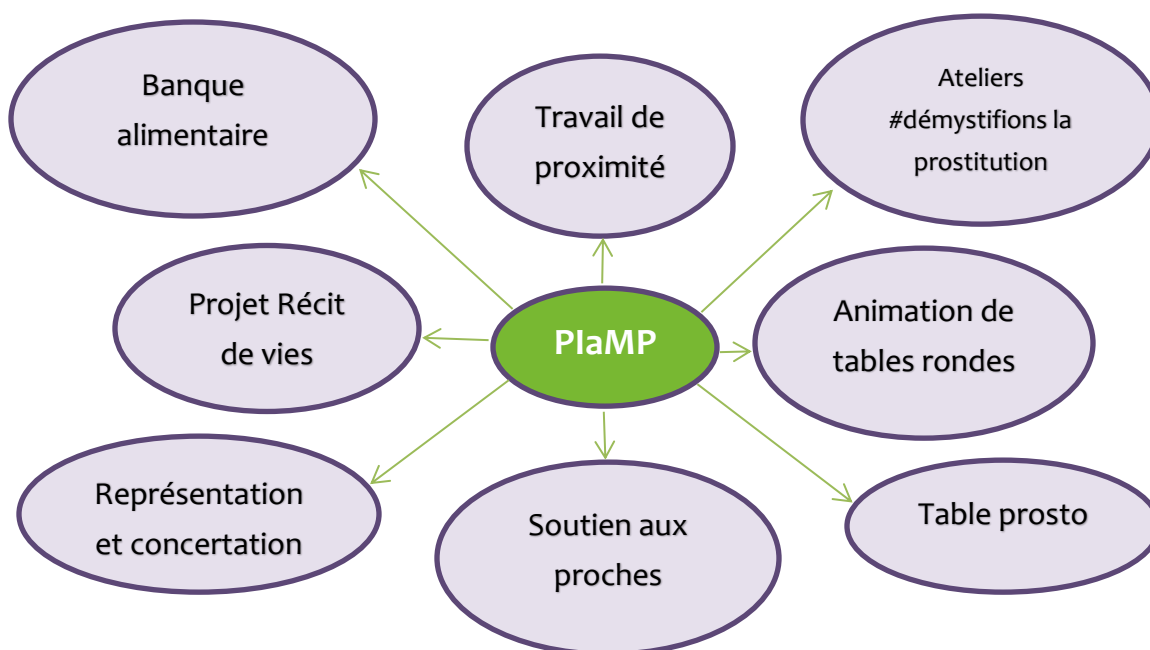 Banque
alimentaire
Travail de
proximité
Ateliers
#démystifions la
prostitution
Projet Récit
de vies
PlaMP
Animation de
tables rondes
Représentation
et concertation
Soutien aux
proches
Table prosto